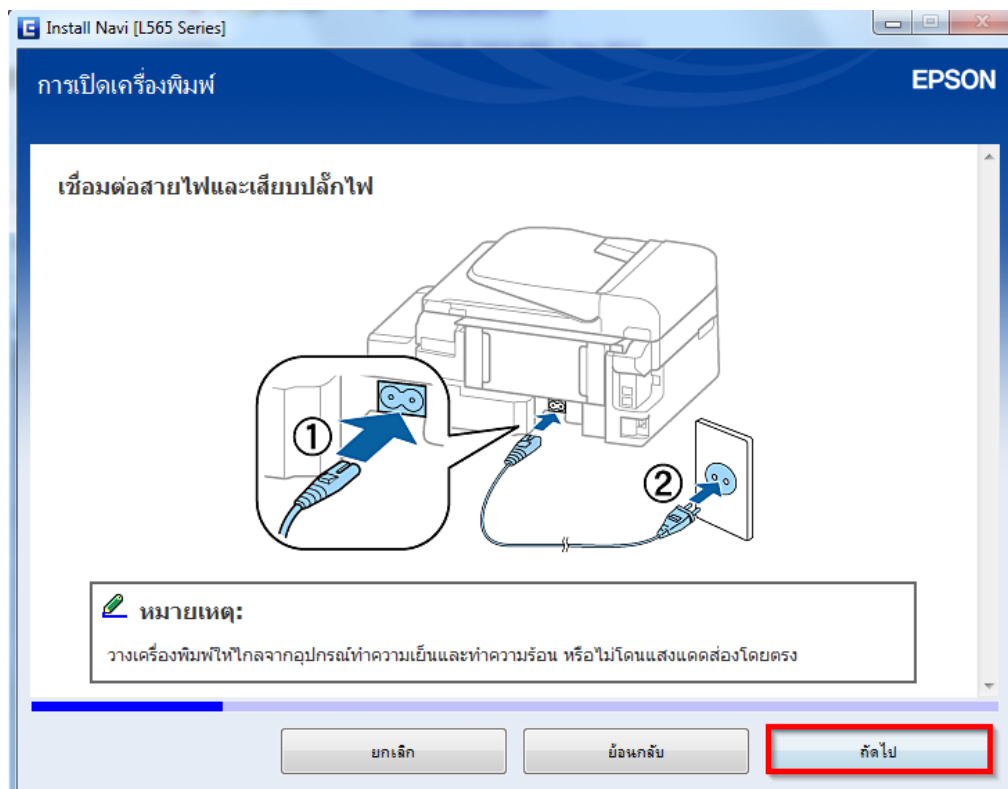 Install Navi [L565 Series]
การเปิดเครื่องพิมพ์
EPSON
เชื่อมต่อสายไฟและเสียบปลั๊กไฟ
1
2
หมายเหตุ:
วางเครื่องพิมพ์ให้ไกลจากอุปกรณ์ทำความเย็นและทำความร้อน หรือไม่โดนแสงแดดส่องโดยตรง
ยกเลิก
ย้อนกลับ
ถัดไป